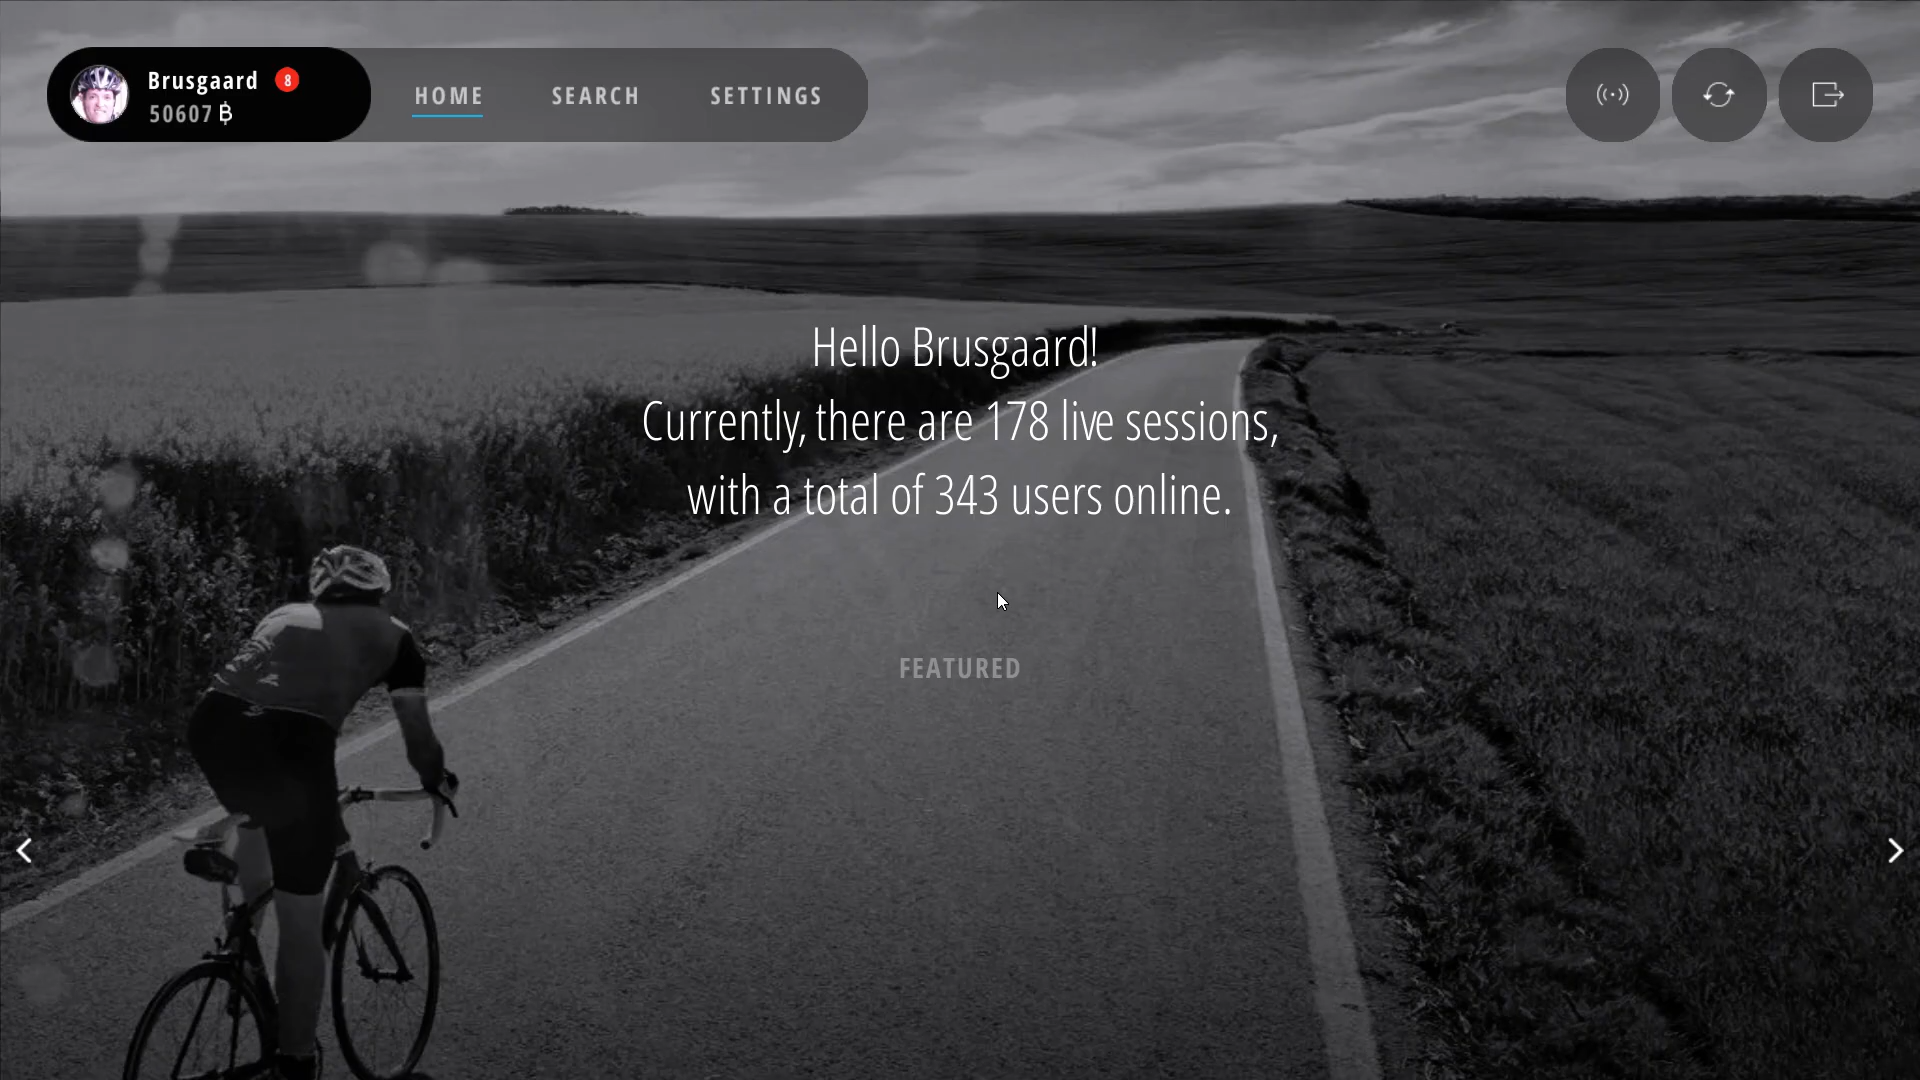 Brusgaard 8
50607 ฿
HOME SEARCH SETTINGS
Hello Brusgaard!
Currently, there are 178 live sessions,
with a total of 343 users online.
FEATURED